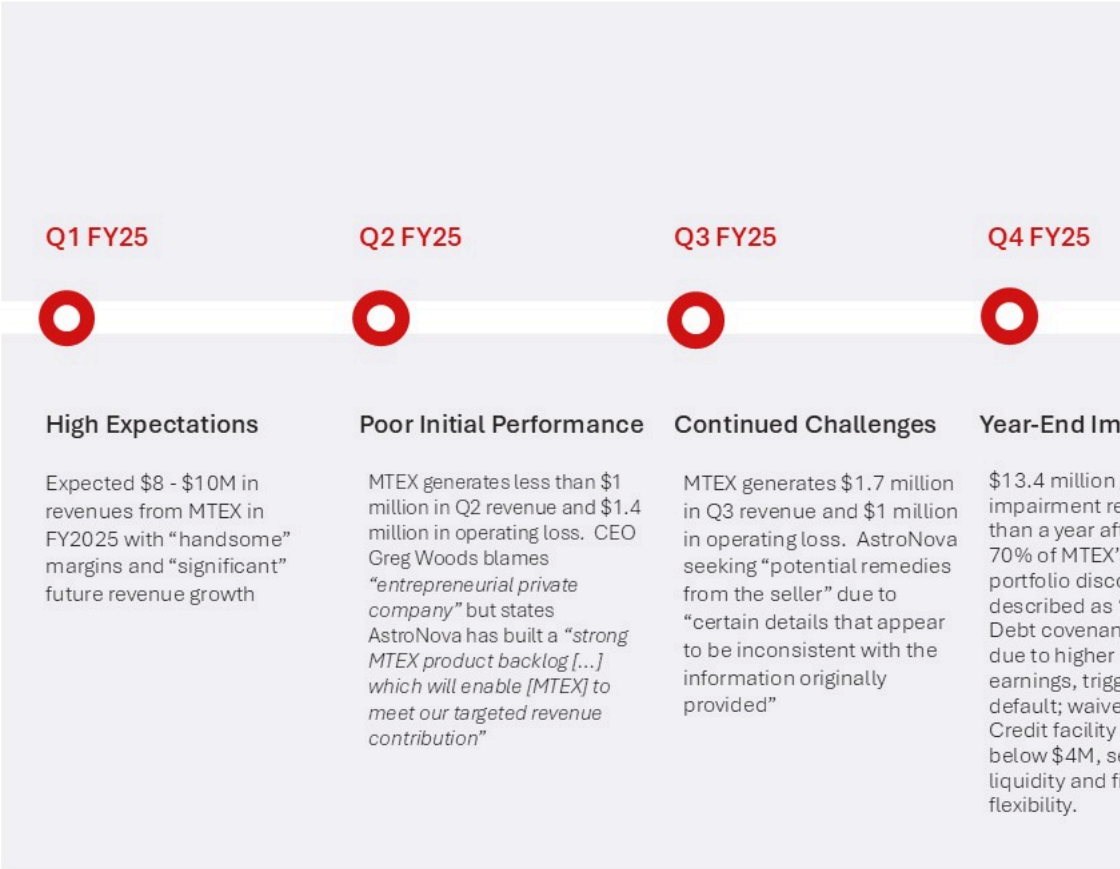 Q1 FY25
High Expectations
Expected $8 - $10M in
revenues from MTEX in
FY2025 with “handsome”
margins and “significant”
future revenue growth
Q2 FY25
Poor Initial Performance
MTEX generates less than $1
million in Q2 revenue and $1.4
million in operating loss.  CEO
Greg Woods blames
“entrepreneurial private
company” but states
AstroNova has built a “strong
MTEX product backlog [...]
which will enable [MTEX] to
meet our targeted revenue
contribution”
Q3 FY25
Continued Challenges
MTEX generates $1.7 million
in Q3 revenue and $1 million
in operating loss.  AstroNova
seeking “potential remedies
from the seller” due to
“certain details that appear
to be inconsistent with the
information originally
provided”
Q4 FY25
Year-End
$13.4 million
impairment
than a year
70% of MTEX’
portfolio
described as
Debt
due to higher
earnings,
default;
Credit facility
below $4M,
liquidity and
flexibility.